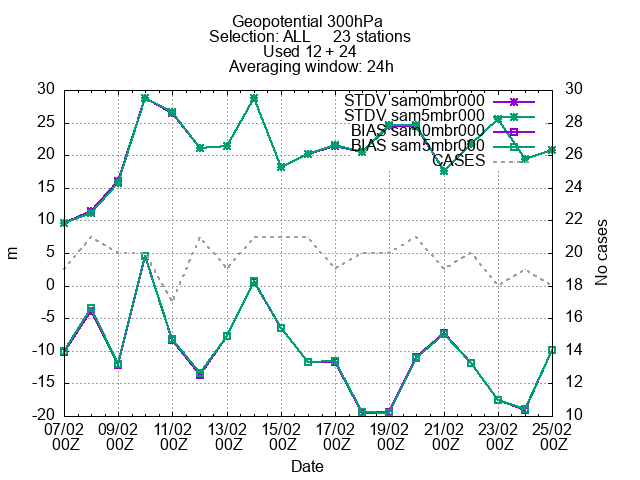 Geopotential 300hPa
Selection: ALL     23 stations
Used 12 + 24
Averaging window: 24h
30
25
20
15
10
5
0
-5
-10
-15
-20
m
STDV sam0mbr000
STDV sam5mbr000
BIAS sam0mbr000
BIAS sam5mbr000
CASES
30
28
26
24
22
20
18
16
14
12
10
No cases
07/02 09/02 11/02 13/02 15/02 17/02 19/02 21/02 23/02 25/02
00Z 00Z 00Z 00Z 00Z 00Z 00Z 00Z 00Z 00Z
Date